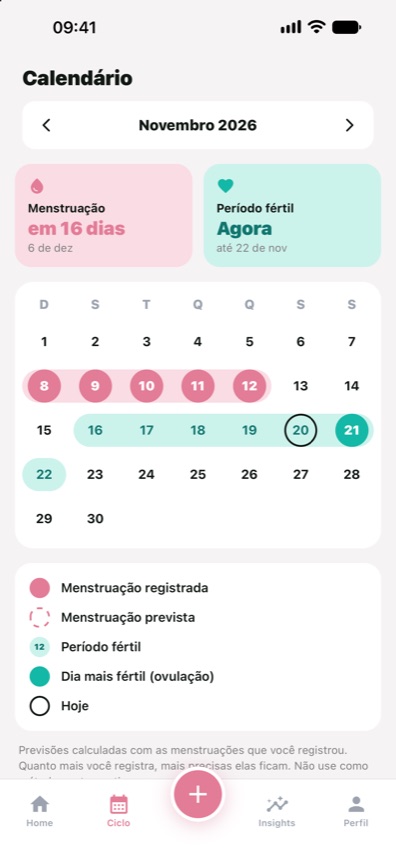 09:41
Calendário
Novembro 2026
Menstruação
em 16 dias
6 de dez
Período fértil
Agora
até 22 de nov
D S T Q Q S S
1 2 3 4 5 6 7
8 9 10 11 12 13 14
15 16 17 18 19 20 21
22 23 24 25 26 27 28
29 30
Menstruação registrada
Menstruação prevista
12 Período fértil
Dia mais fértil (ovulação)
Hoje
Previsões calculadas com as menstruações que você registrou.
Quanto mais você registra, mais precisas elas ficam. Não use como
Home Ciclo Insights Perfil